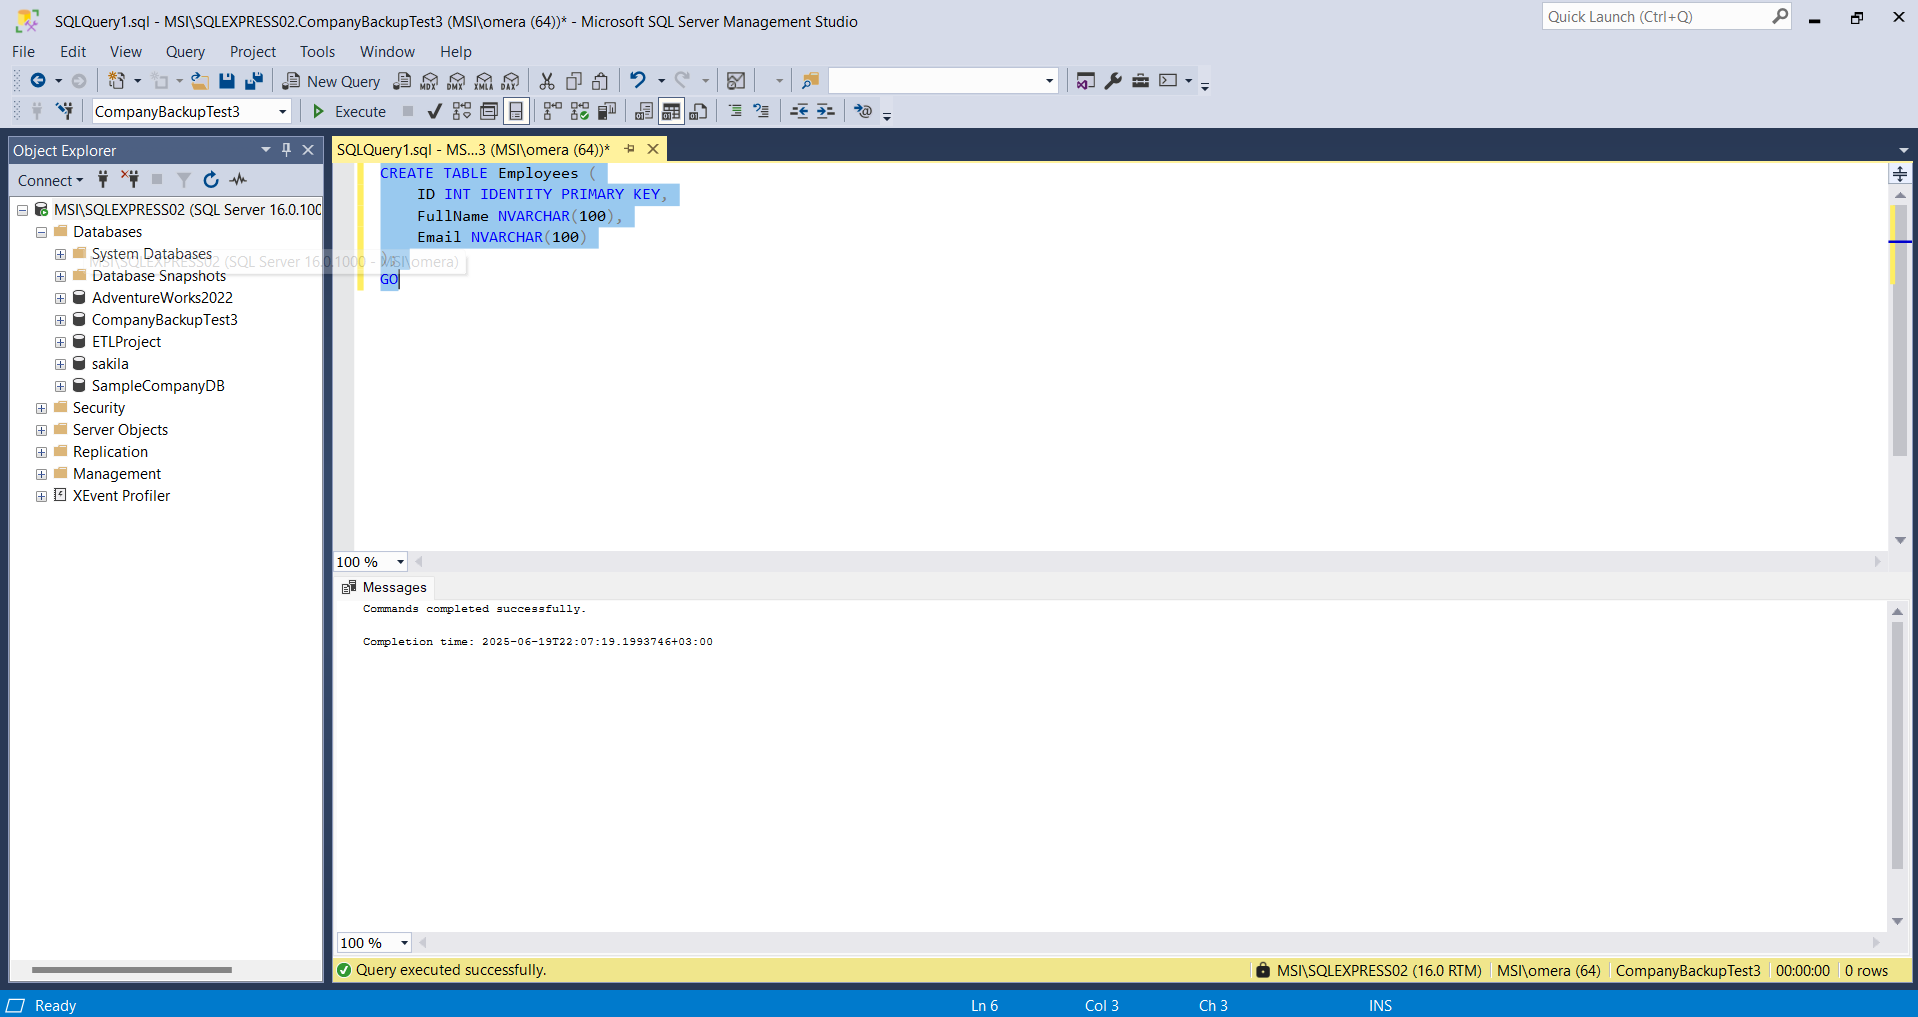 SQLQuery1.sql - MSI\SQLEXPRESS02.CompanyBackupTest3 (MSI\omera (64))* - Microsoft SQL Server Management Studio
Quick Launch (Ctrl+Q)
File Edit View Query Project Tools Window Help
New Query MDX DMX XMLA DAX
CompanyBackupTest3 Execute
Object Explorer
SQLQuery1.sql - MS...3 (MSI\omera (64))*
Connect
MSI\SQLEXPRESS02 (SQL Server 16.0.100
Databases
System Databases
MSI\SQLEXPRESS02 (SQL Server 16.0.1000 - MSI\omera)
Database Snapshots
AdventureWorks2022
CompanyBackupTest3
ETLProject
sakila
SampleCompanyDB
Security
Server Objects
Replication
Management
XEvent Profiler
CREATE TABLE Employees (
ID INT IDENTITY PRIMARY KEY,
FullName NVARCHAR(100),
Email NVARCHAR(100)
GO
100 %
Messages
Commands completed successfully.
Completion time: 2025-06-19T22:07:19.1993746+03:00
100 %
Query executed successfully.
MSI\SQLEXPRESS02 (16.0 RTM) MSI\omera (64) CompanyBackupTest3 00:00:00 0 rows
Ready Ln 6 Col 3 Ch 3 INS